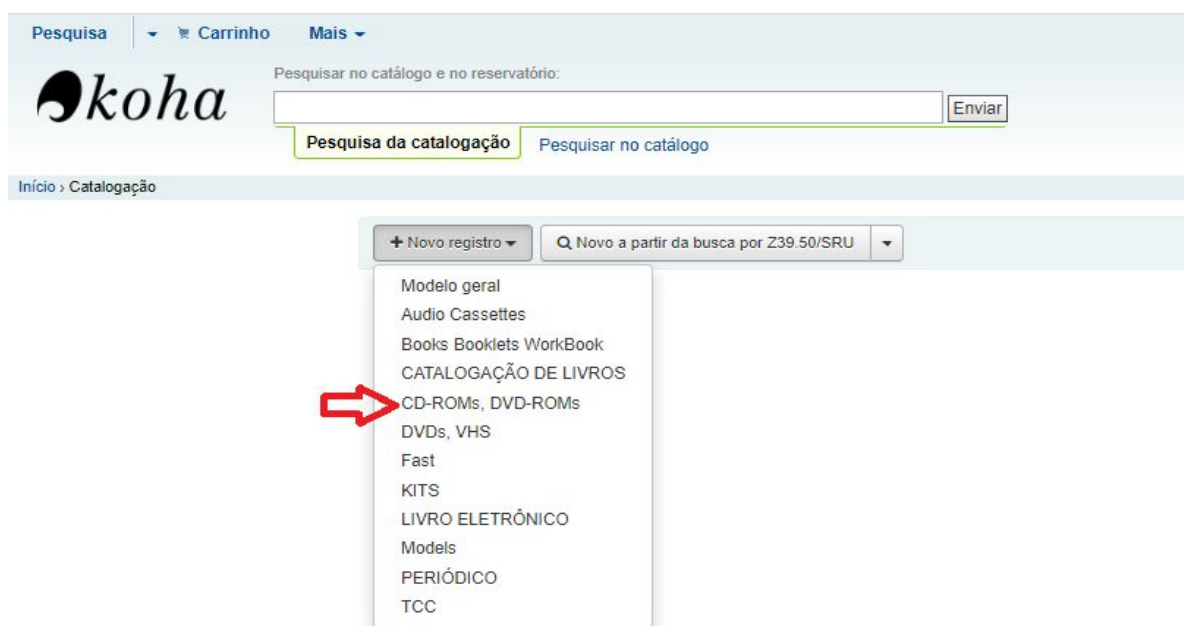 Pesquisa Carrinho Mais
koha
Pesquisar no catálogo e no reservatório:
Enviar
Pesquisa da catalogação Pesquisar no catálogo
Início › Catalogação
+ Novo registro Novo a partir da busca por Z39.50/SRU
Modelo geral
Audio Cassettes
Books Booklets WorkBook
CATALOGAÇÃO DE LIVROS
CD-ROMs, DVD-ROMs
DVDs, VHS
Fast
KITS
LIVRO ELETRÔNICO
Models
PERIÓDICO
TCC